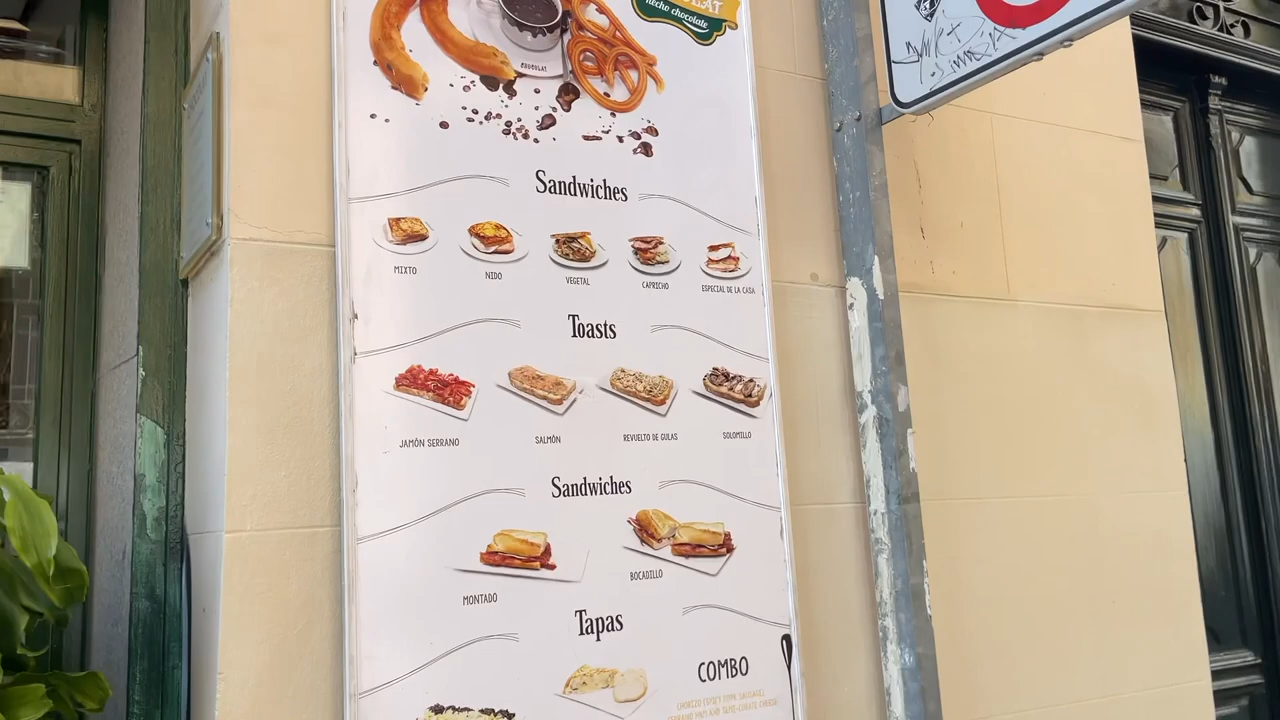 hecho chocolate
CHOCOLAT
Sandwiches
MIXTO
NIDO
VEGETAL
CAPRICHO
ESPECIAL DE LA CASA
Toasts
JAMÓN SERRANO
SALMÓN
REVUELTO DE GULAS
SOLOMILLO
Sandwiches
MONTADO
BOCADILLO
Tapas
COMBO